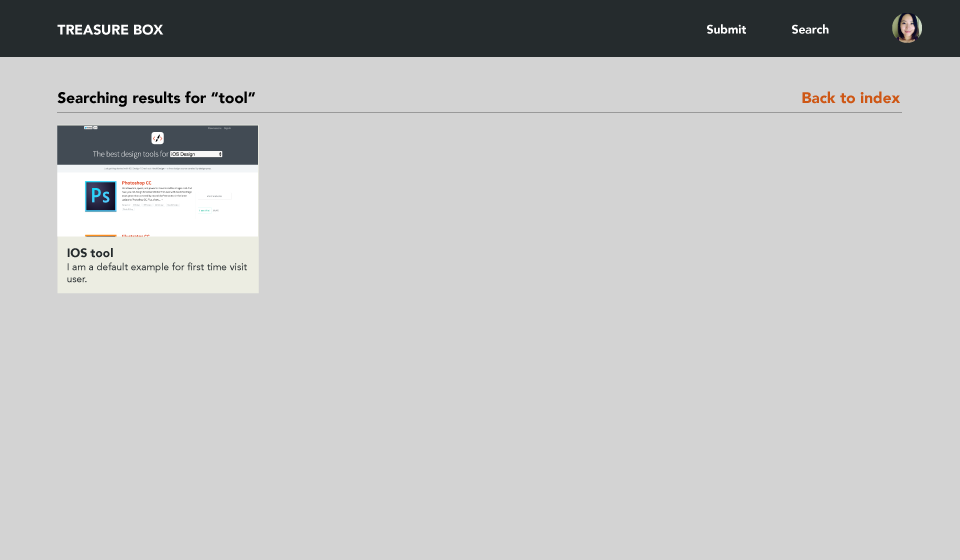 TREASURE BOX
Submit
Search
Searching results for “tool”
Back to index
The best design tools for IOS Design
Ps
Photoshop CC
IOS tool
I am a default example for first time visit
user.